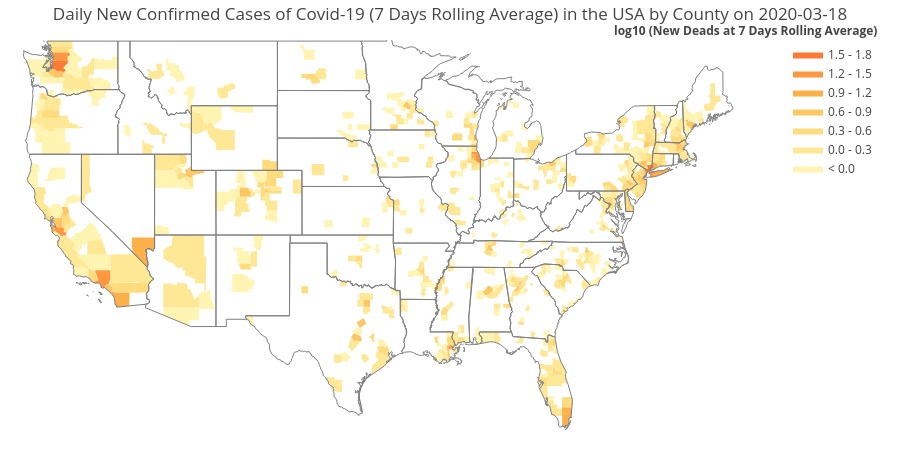 Daily New Confirmed Cases of Covid-19 (7 Days Rolling Average) in the USA by County on 2020-03-18
log10 (New Deads at 7 Days Rolling Average)
1.5 - 1.8
1.2 - 1.5
0.9 - 1.2
0.6 - 0.9
0.3 - 0.6
0.0 - 0.3
< 0.0